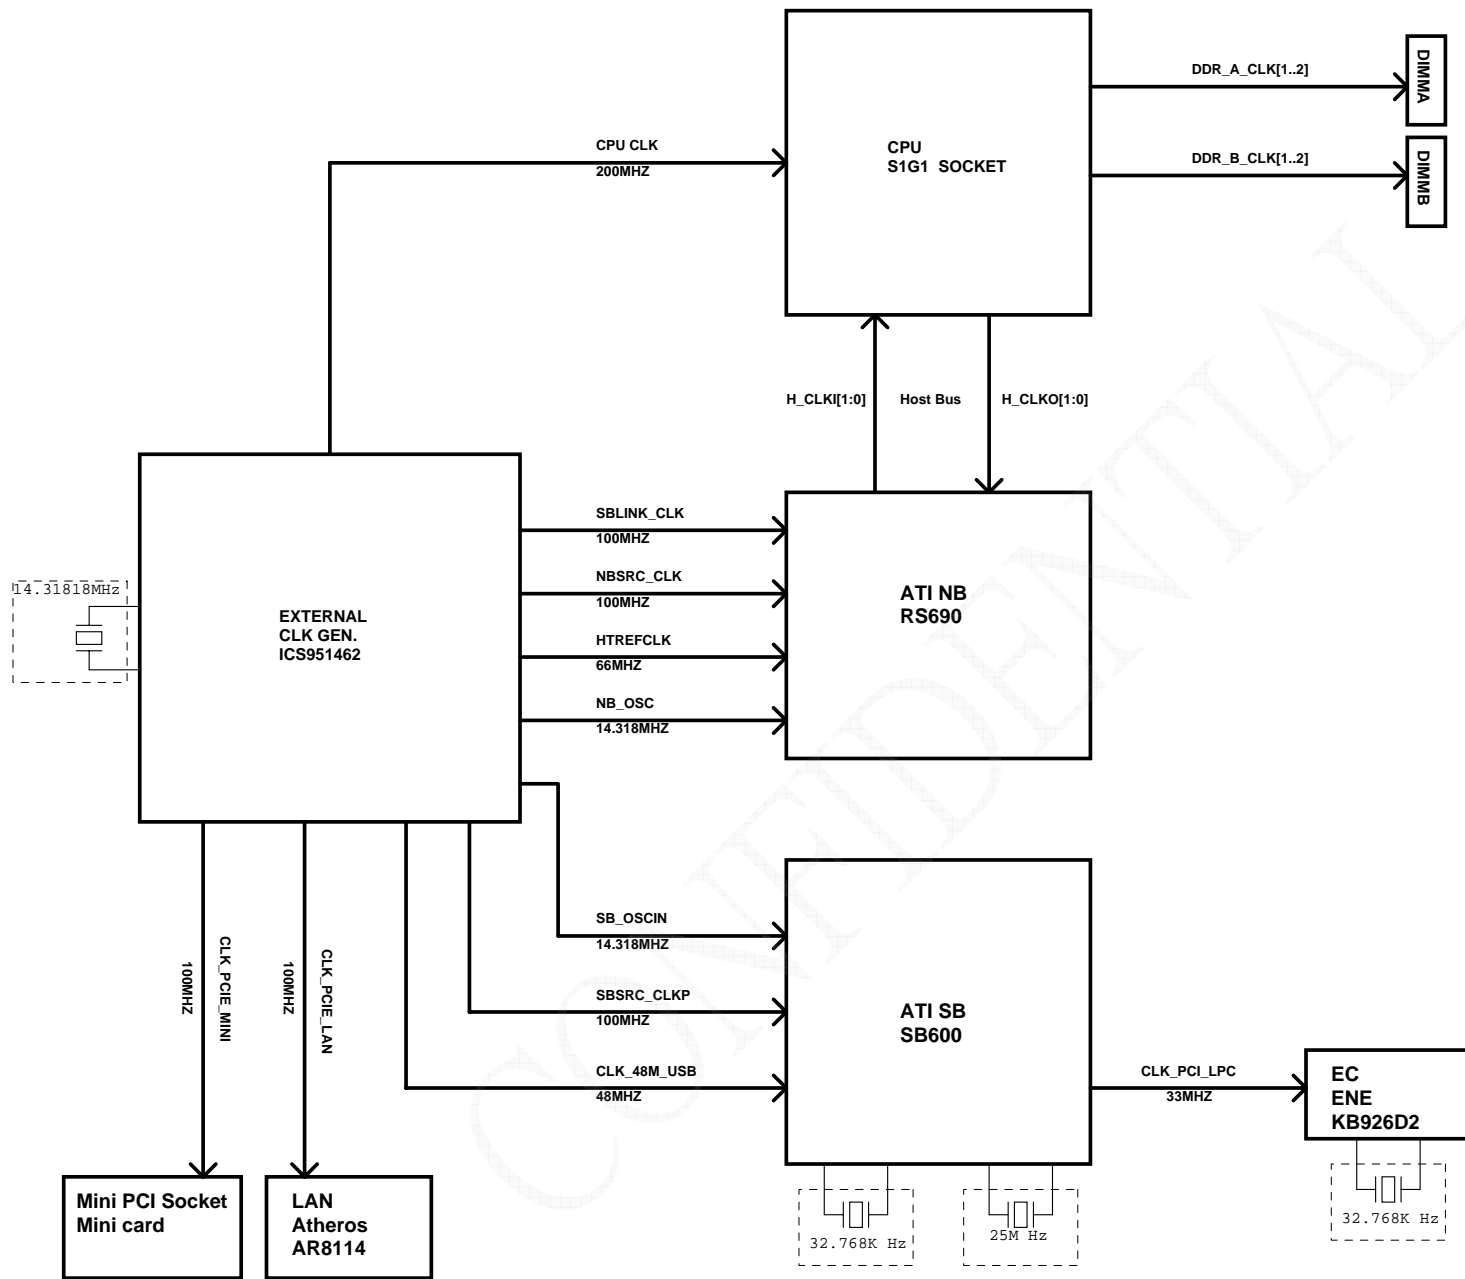 DDR_A_CLK[1..2]
DIMMA
CPU CLK
200MHZ
CPU
S1G1 SOCKET
DDR_B_CLK[1..2]
DIMMB
H_CLKI[1:0]
Host Bus
H_CLKO[1:0]
SBLINK_CLK
100MHZ
NBSRC_CLK
100MHZ
HTREFCLK
66MHZ
NB_OSC
14.318MHZ
ATI NB
RS690
14.31818MHz
EXTERNAL
CLK GEN.
ICS951462
SB_OSCIN
14.318MHZ
SBSRC_CLKP
100MHZ
CLK_48M_USB
48MHZ
ATI SB
SB600
CLK_PCIE_MINI
100MHZ
CLK_PCIE_LAN
100MHZ
CLK_PCI_LPC
33MHZ
EC
ENE
KB926D2
Mini PCI Socket
Mini card
LAN
Atheros
AR8114
32.768K Hz
25M Hz
32.768K Hz
CONFIDENTIAL